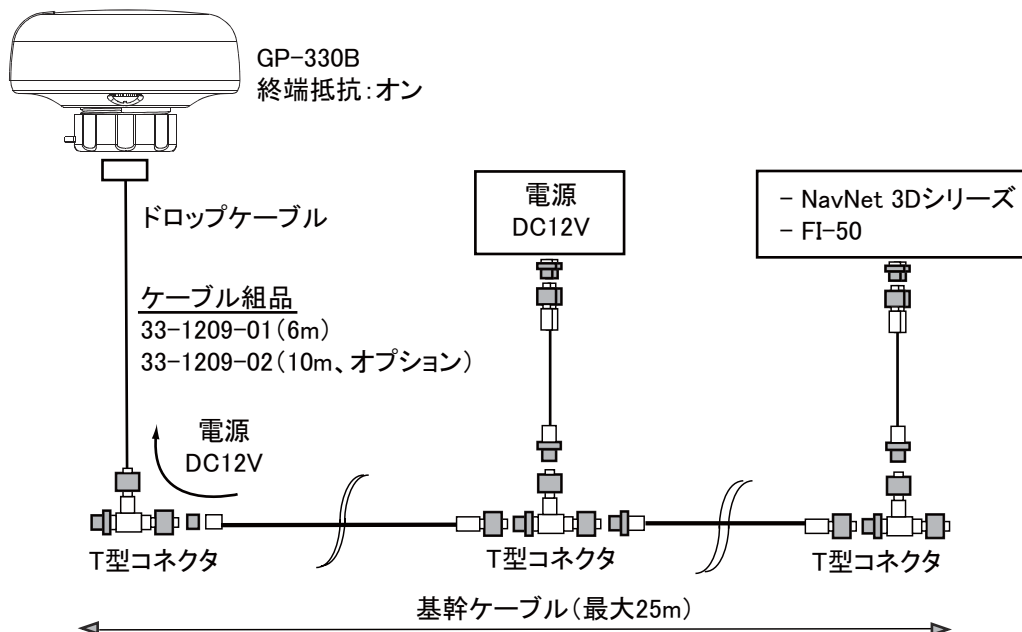 GP-330B
終端抵抗：オン
ドロップケーブル
ケーブル組品
33-1209-01（6m）
33-1209-02（10m、オプション）
電源
DC12V
電源
DC12V
- NavNet 3Dシリーズ
- FI-50
T型コネクタ
T型コネクタ
T型コネクタ
基幹ケーブル（最大25m）